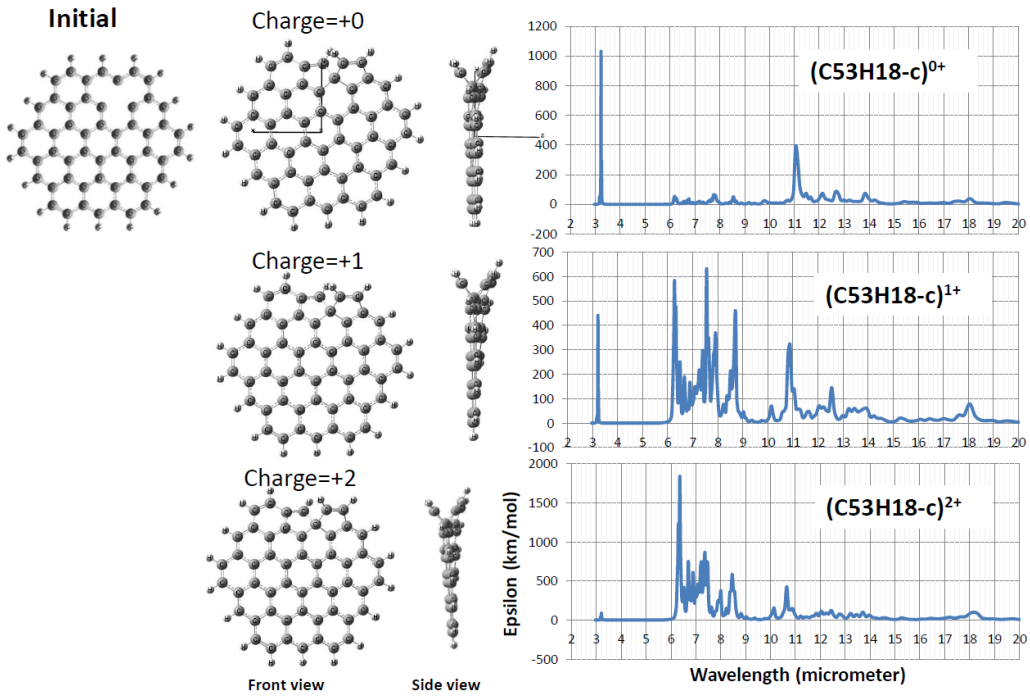 Initial
Charge=+0
Charge=+1
Charge=+2
Front view
Side view
(C53H18-c)0+
1200
1000
800
600
400
200
0
-200
2 3 4 5 6 7 8 9 10 11 12 13 14 15 16 17 18 19 20
(C53H18-c)1+
700
600
500
400
300
200
100
0
-100
2 3 4 5 6 7 8 9 10 11 12 13 14 15 16 17 18 19 20
(C53H18-c)2+
2000
1500
1000
500
0
-500
2 3 4 5 6 7 8 9 10 11 12 13 14 15 16 17 18 19 20
Epsilon (km/mol)
Wavelength (micrometer)